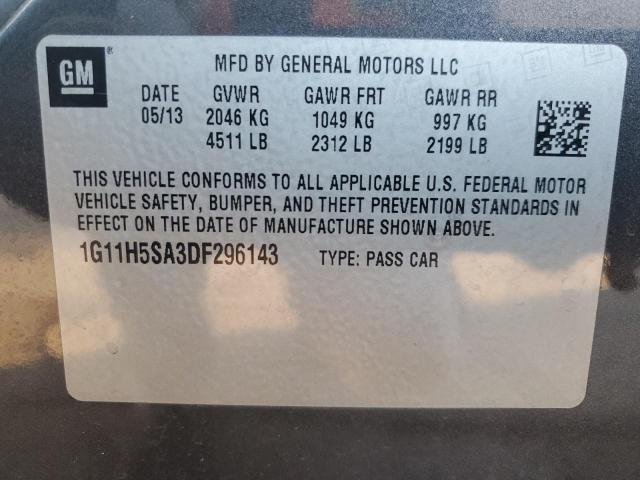 GM ® MFD BY GENERAL MOTORS LLC
DATE GVWR GAWR FRT GAWR RR
05/13 2046 KG 1049 KG 997 KG
4511 LB 2312 LB 2199 LB
THIS VEHICLE CONFORMS TO ALL APPLICABLE U.S. FEDERAL MOTOR
VEHICLE SAFETY, BUMPER, AND THEFT PREVENTION STANDARDS IN
EFFECT ON THE DATE OF MANUFACTURE SHOWN ABOVE.
1G11H5SA3DF296143 TYPE: PASS CAR